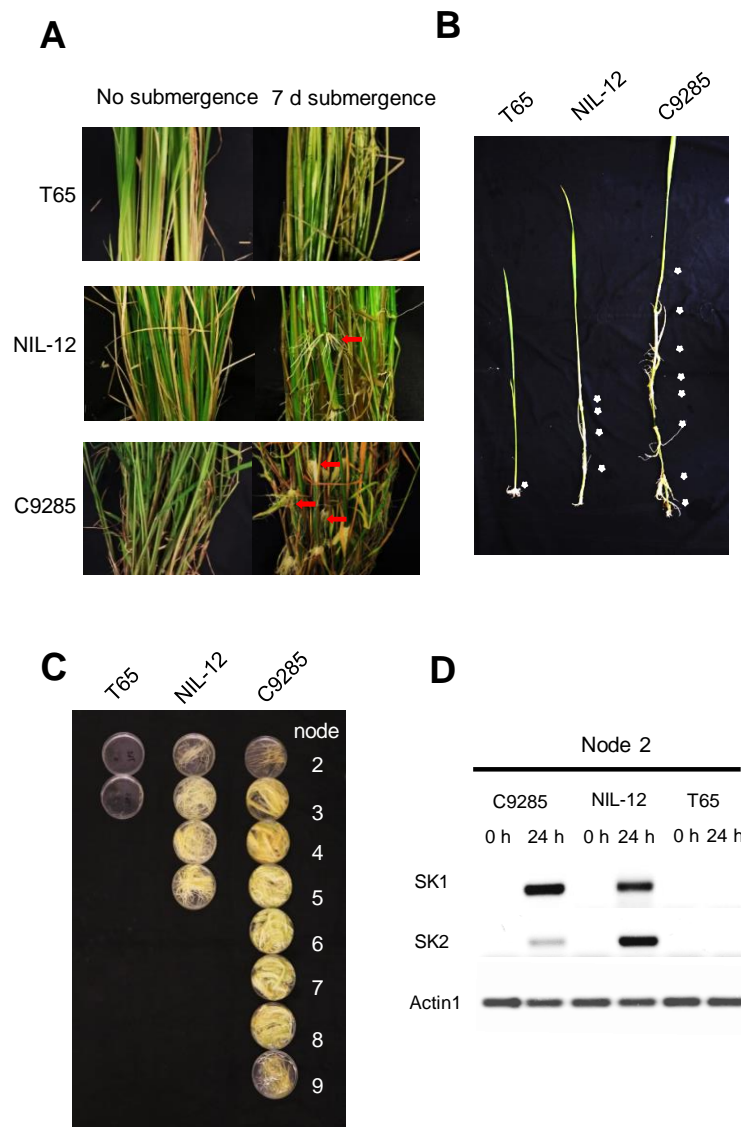 A
No submergence 7 d submergence
T65
NIL-12
C9285
B
T65 NIL-12 C9285
C
T65 NIL-12 C9285
node
2
3
4
5
6
7
8
9
D
Node 2
C9285 NIL-12 T65
0 h 24 h 0 h 24 h 0 h 24 h
SK1
SK2
Actin1